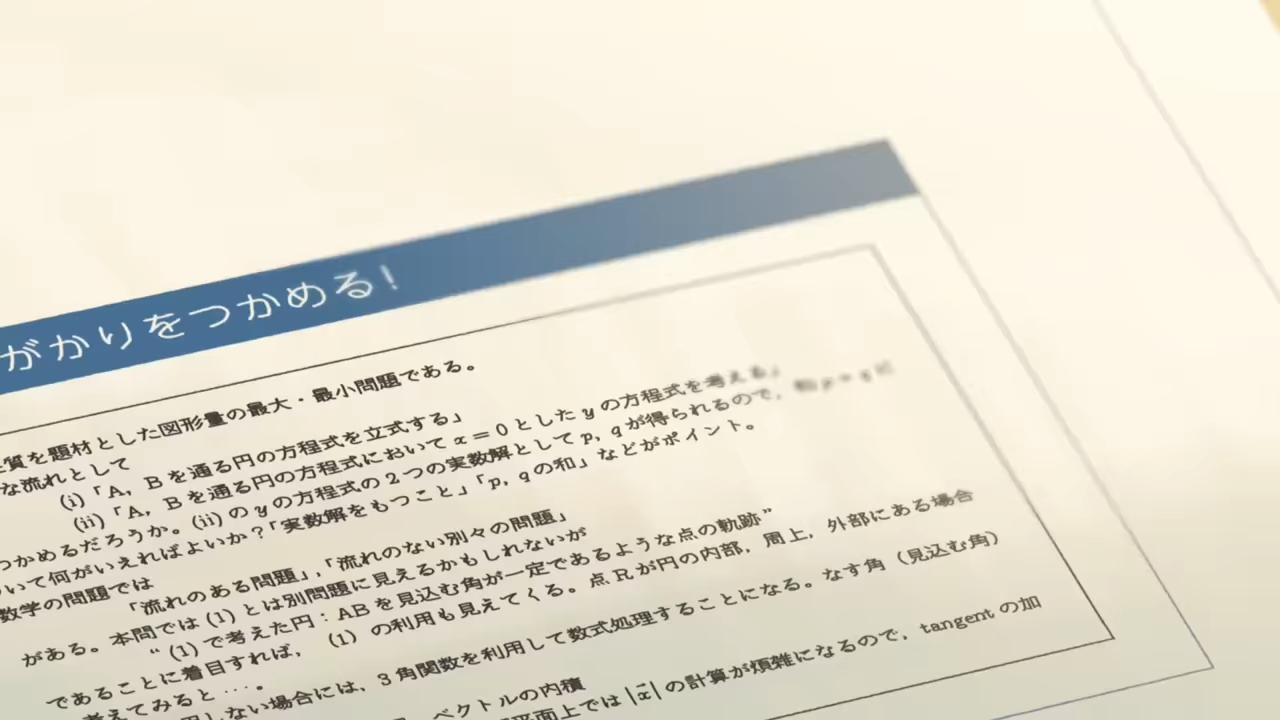 がかりをつかめる!
質を題材とした図形量の最大・最小問題である。
な流れとして
(i)「A, B を通る円の方程式を立式する」
(ii)「A, B を通る円の方程式において x = 0 とした y の方程式を考える」
つかめるだろうか。(ii) の y の方程式の 2 つの実数解として p, q が得られるので,
いて何がいえればよいか?「実数解をもつこと」「p, q の和」などがポイント。
数学の問題では
「流れのある問題」,「流れのない別々の問題」
がある。本問では (1) とは別問題に見えるかもしれないが
“ (1) で考えた円 : AB を見込む角が一定であるような点の軌跡”
であることに着目すれば, (1) の利用も見えてくる。点 R が円の内部, 周上, 外部にある場合
考えてみると ‥‥。
しない場合には, 3 角関数を利用して数式処理することになる。なす角 (見込む角)
ベクトルの内積
平面上では |x⃗| の計算が煩雑になるので, tangent の加